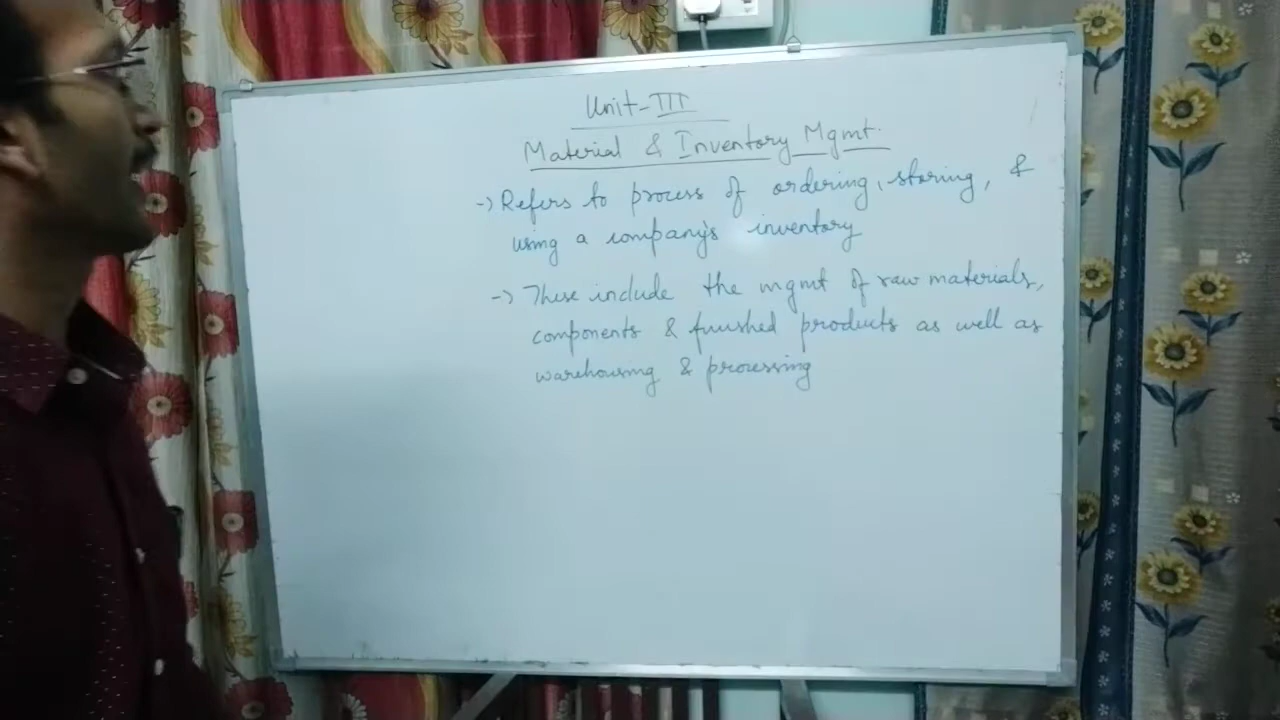 Unit-III
Material & Inventory Mgmt.
-> Refers to process of ordering, storing, &
using a company's inventory
-> These include the mgmt of raw materials,
components & finished products as well as
warehousing & processing